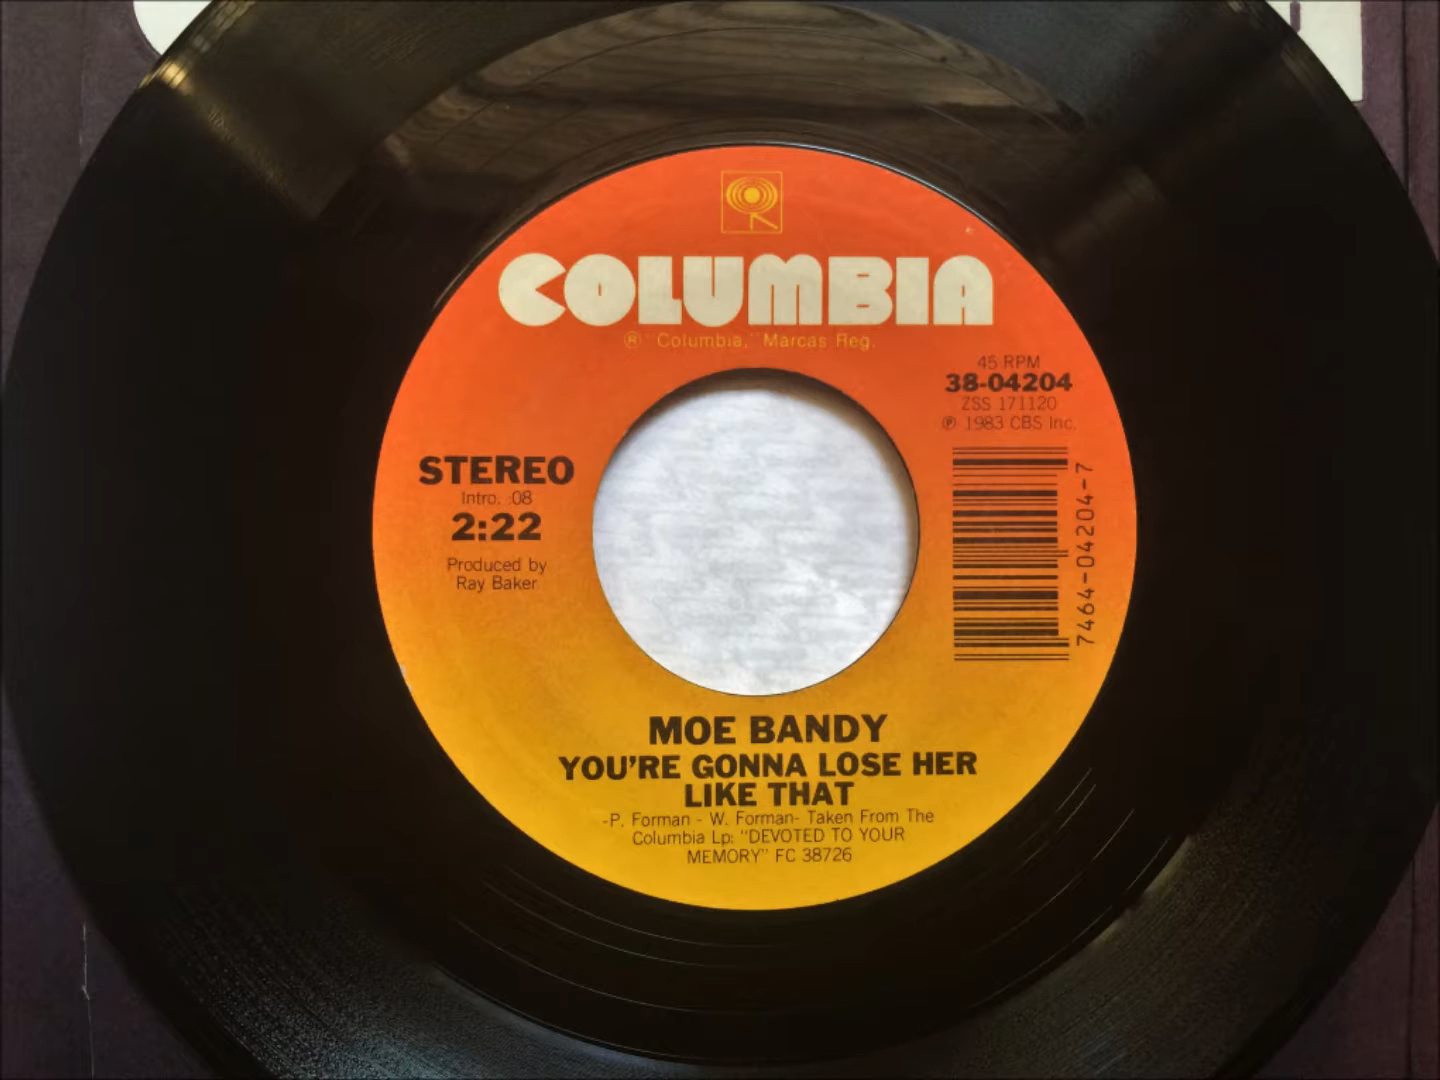 COLUMBIA
® "Columbia," Marcas Reg.
45 RPM
38-04204
ZSS 171120
℗ 1983 CBS Inc.
STEREO
Intro. :08
2:22
Produced by
Ray Baker
7464-04204-7
MOE BANDY
YOU'RE GONNA LOSE HER
LIKE THAT
-P. Forman - W. Forman- Taken From The
Columbia Lp: "DEVOTED TO YOUR
MEMORY" FC 38726